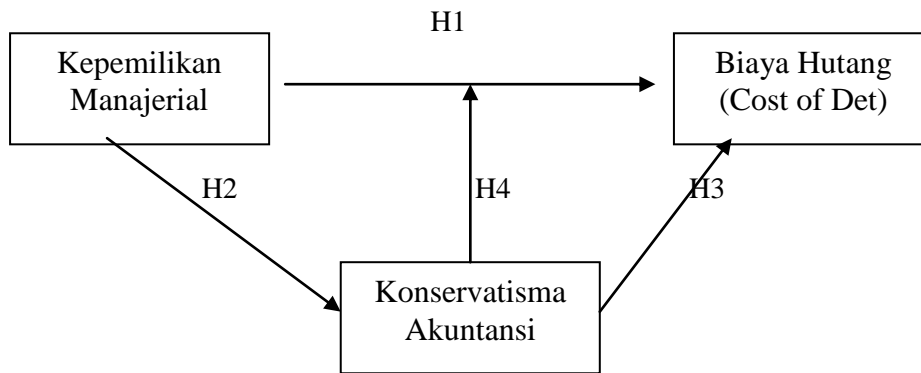 H1
Kepemilikan
Manajerial
Biaya Hutang
(Cost of Det)
H2
H4
H3
Konservatisma
Akuntansi